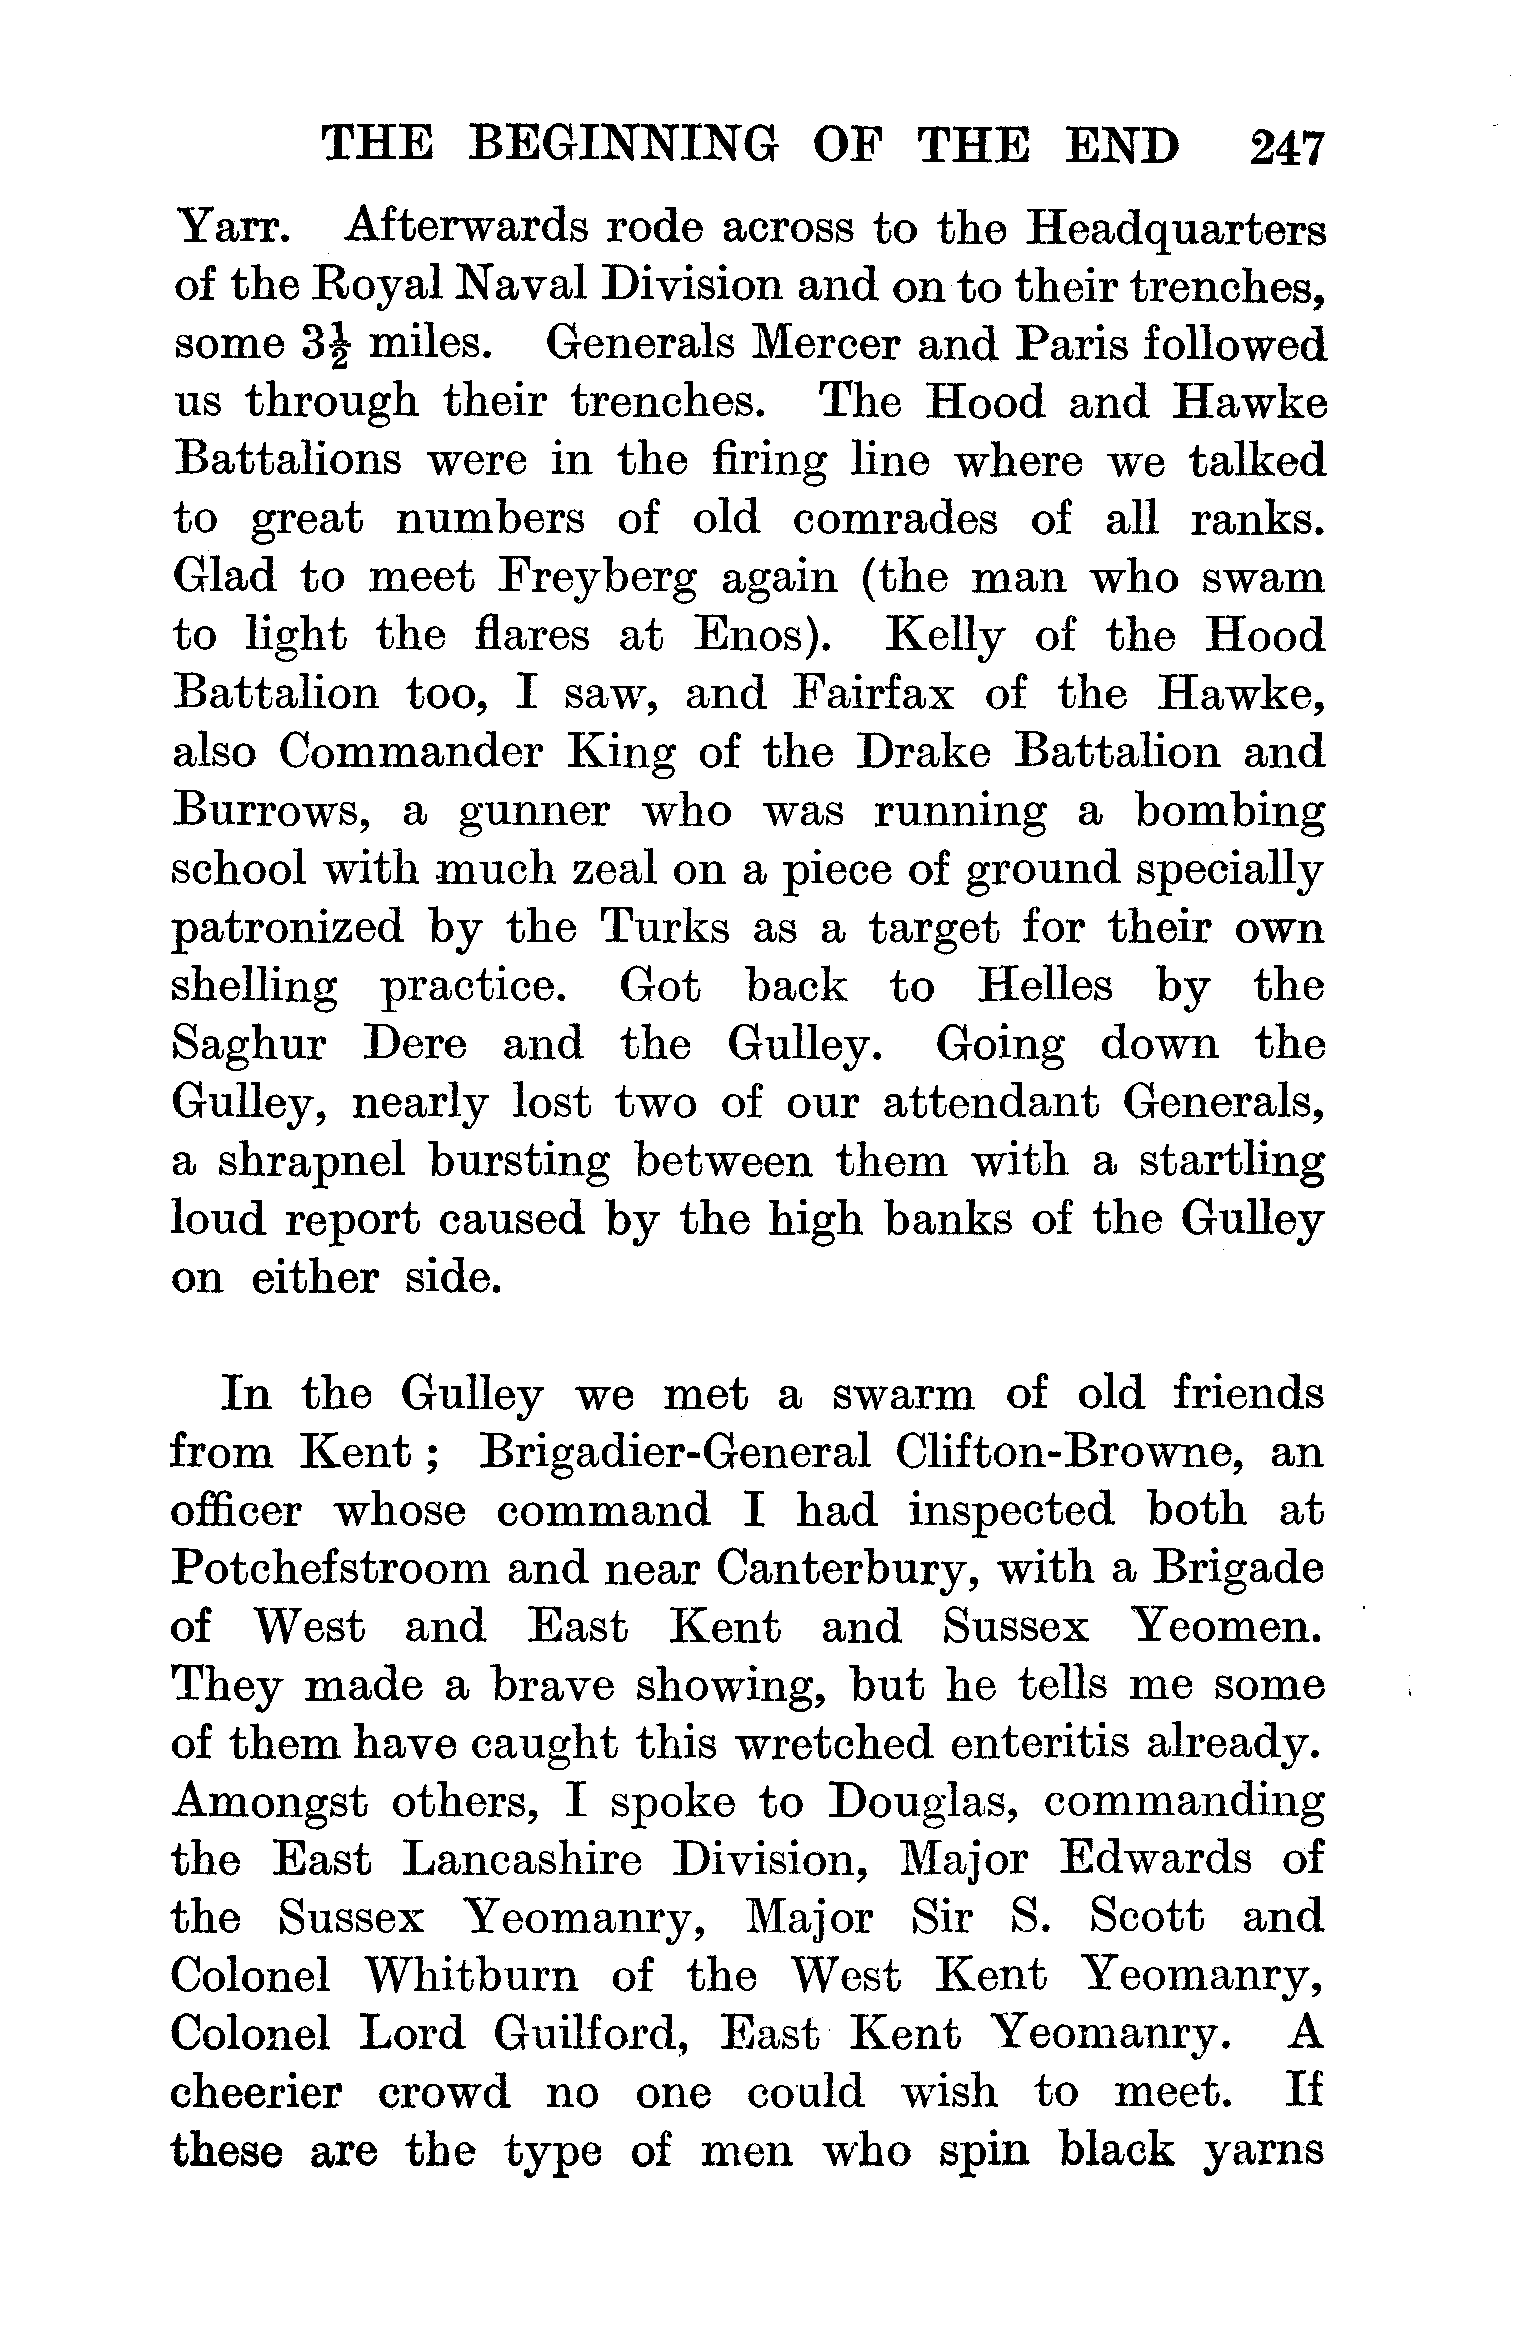 THE BEGINNING OF THE END 247
Yarr. Afterwards rode across to the Headquarters
of the Royal Naval Division and on to their trenches,
some 3½ miles. Generals Mercer and Paris followed
us through their trenches. The Hood and Hawke
Battalions were in the firing line where we talked
to great numbers of old comrades of all ranks.
Glad to meet Freyberg again (the man who swam
to light the flares at Enos). Kelly of the Hood
Battalion too, I saw, and Fairfax of the Hawke,
also Commander King of the Drake Battalion and
Burrows, a gunner who was running a bombing
school with much zeal on a piece of ground specially
patronized by the Turks as a target for their own
shelling practice. Got back to Helles by the
Saghur Dere and the Gulley. Going down the
Gulley, nearly lost two of our attendant Generals,
a shrapnel bursting between them with a startling
loud report caused by the high banks of the Gulley
on either side.
In the Gulley we met a swarm of old friends
from Kent ; Brigadier-General Clifton-Browne, an
officer whose command I had inspected both at
Potchefstroom and near Canterbury, with a Brigade
of West and East Kent and Sussex Yeomen.
They made a brave showing, but he tells me some
of them have caught this wretched enteritis already.
Amongst others, I spoke to Douglas, commanding
the East Lancashire Division, Major Edwards of
the Sussex Yeomanry, Major Sir S. Scott and
Colonel Whitburn of the West Kent Yeomanry,
Colonel Lord Guilford, East Kent Yeomanry. A
cheerier crowd no one could wish to meet. If
these are the type of men who spin black yarns